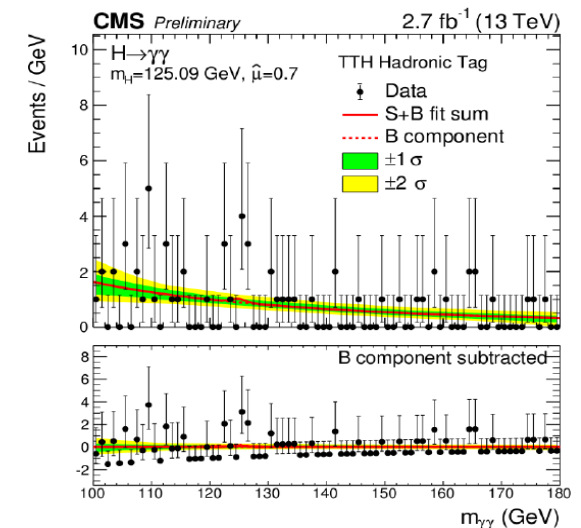 CMS Preliminary 2.7 fb⁻¹ (13 TeV)
H→γγ
m_H=125.09 GeV, μ̂=0.7
TTH Hadronic Tag
Data
S+B fit sum
B component
±1 σ
±2 σ
Events / GeV
10
8
6
4
2
0
B component subtracted
8
6
4
2
0
-2
100 110 120 130 140 150 160 170 180
m_γγ (GeV)